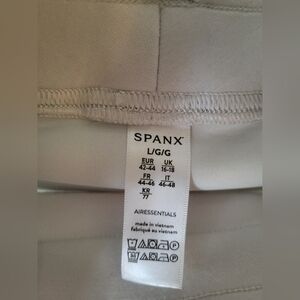 SPANX
L/G/G
EUR UK
42-44 16-18
FR IT
44-46 46-48
KR
77
AIRESSENTIALS
made in vietnam
fabriqué au vietnam